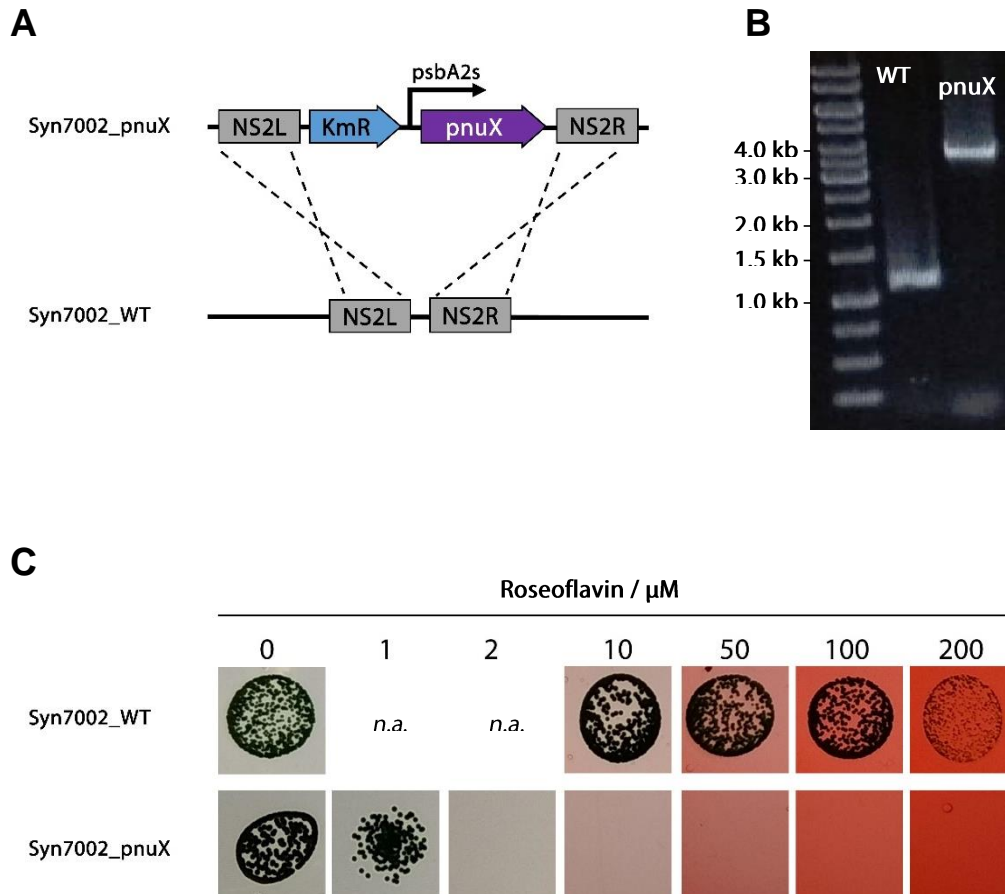 A
psbA2s
Syn7002_pnuX
NS2L KmR pnuX NS2R
Syn7002_WT
NS2L NS2R
B
WT
pnuX
4.0 kb
3.0 kb
2.0 kb
1.5 kb
1.0 kb
C
Roseoflavin / µM
0 1 2 10 50 100 200
Syn7002_WT
n.a. n.a.
Syn7002_pnuX